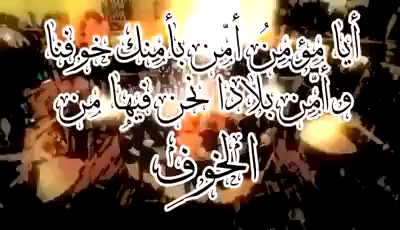 أيا مؤمنُ أمِّن بأمنك خوفنا
وأمِّن بلادا نحن فيها من
الخوفِ